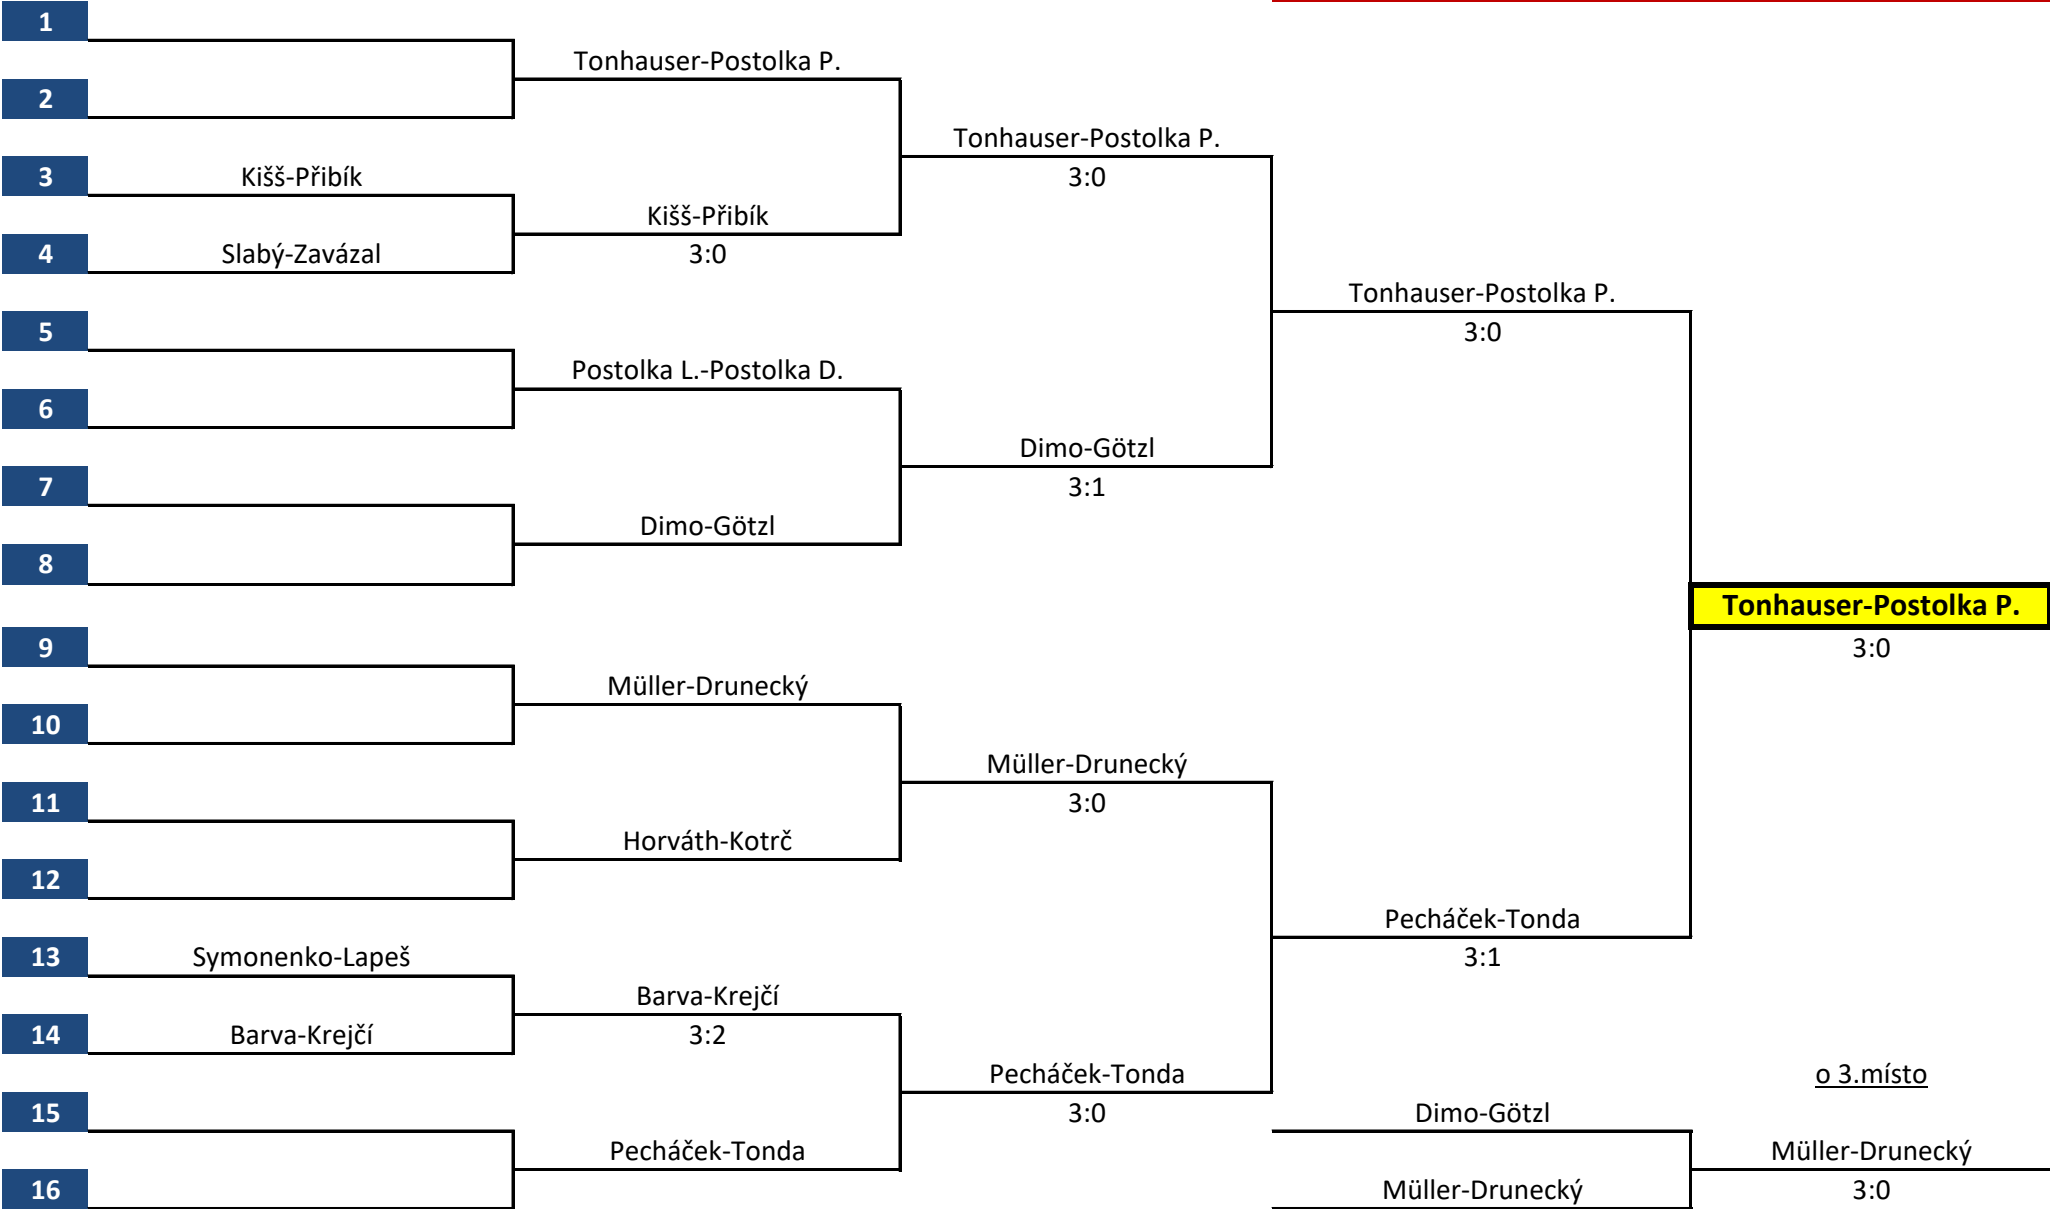 1
Tonhauser-Postolka P.
2
Tonhauser-Postolka P.
3 Kišš-Přibík 3:0
Kišš-Přibík
4 Slabý-Zavázal 3:0
Tonhauser-Postolka P.
5 3:0
Postolka L.-Postolka D.
6
Dimo-Götzl
7 3:1
Dimo-Götzl
8
Tonhauser-Postolka P.
9 3:0
Müller-Drunecký
10
Müller-Drunecký
11 3:0
Horváth-Kotrč
12
Pecháček-Tonda
13 Symonenko-Lapeš 3:1
Barva-Krejčí
14 Barva-Krejčí 3:2
Pecháček-Tonda o 3.místo
15 3:0 Dimo-Götzl
Pecháček-Tonda Müller-Drunecký
16 Müller-Drunecký 3:0